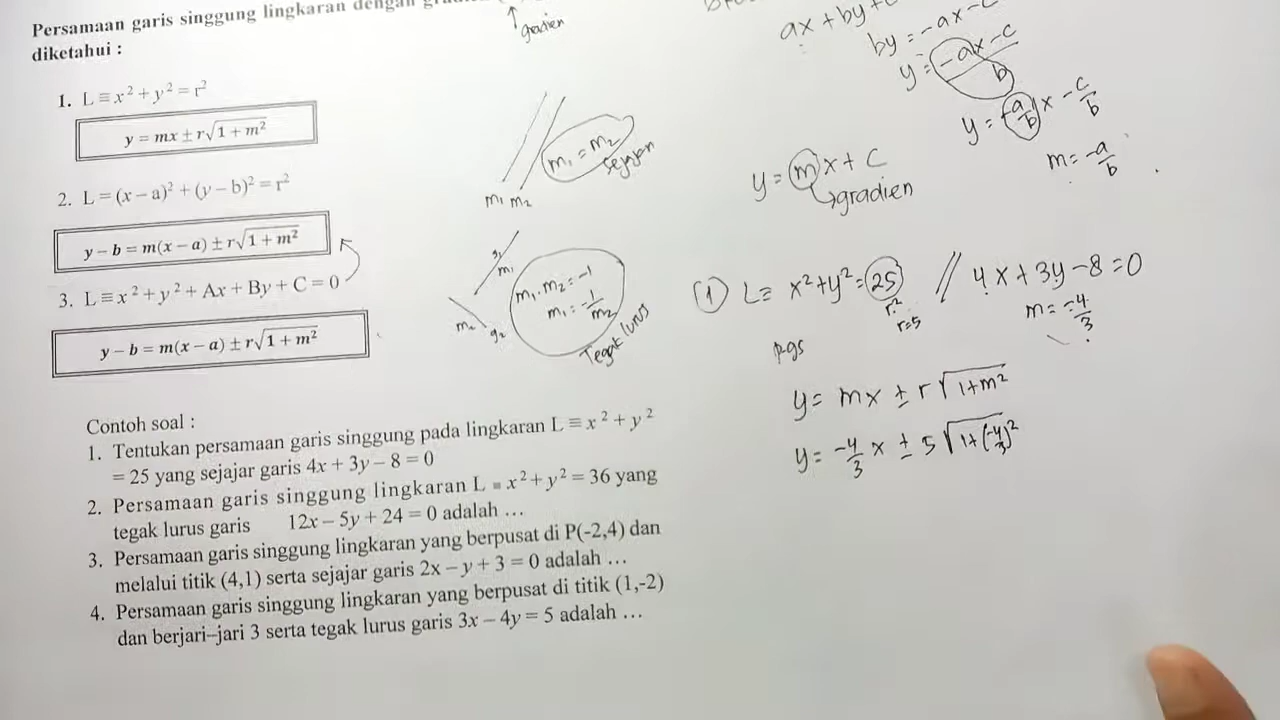 Persamaan garis singgung lingkaran dengan
diketahui :
gradien
1. L ≡ x² + y² = r²
y = mx ± r√1 + m²
2. L = (x − a)² + (y − b)² = r²
y − b = m(x − a) ± r√1 + m²
3. L ≡ x² + y² + Ax + By + C = 0
y − b = m(x − a) ± r√1 + m²
Contoh soal :
1. Tentukan persamaan garis singgung pada lingkaran L ≡ x² + y²
= 25 yang sejajar garis 4x + 3y − 8 = 0
2. Persamaan garis singgung lingkaran L = x² + y² = 36 yang
tegak lurus garis 12x − 5y + 24 = 0 adalah …
3. Persamaan garis singgung lingkaran yang berpusat di P(-2,4) dan
melalui titik (4,1) serta sejajar garis 2x − y + 3 = 0 adalah …
4. Persamaan garis singgung lingkaran yang berpusat di titik (1,-2)
dan berjari–jari 3 serta tegak lurus garis 3x − 4y = 5 adalah …
m₁ = m₂
sejajar
m₁ m₂
g₁
m₁
m₂
g₂
m₁ . m₂ = −1
m₁ = −1/m₂
Tegak lurus
ax + by + c
by = −ax − c
y = −ax − c / b
y = −a/b x − c/b
m = −a/b
y = mx + c
gradien
(1) L ≡ x² + y² = 25 // 4x + 3y − 8 = 0
r²
r=5
m = −4/3
pgs
y = mx ± r√1+m²
y = −4/3 x ± 5√1+(−4/3)²